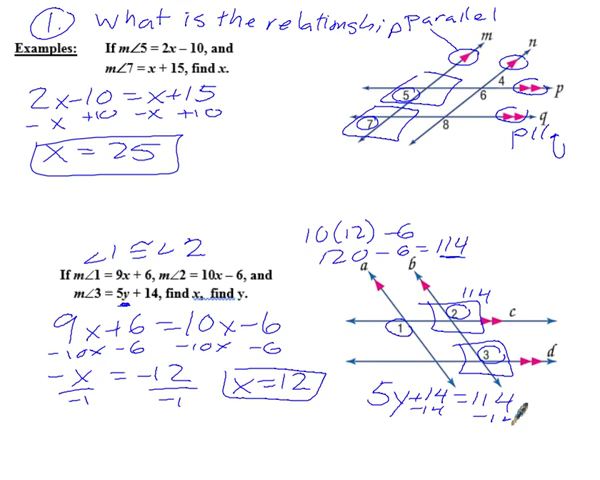 ① What is the relationship parallel
Examples: If m∠5 = 2x – 10, and
m∠7 = x + 15, find x.
2x-10 = x+15
-x +10 -x +10
x = 25
m n
5 4 6 p
7 8 q
p||q
∠1 ≅ ∠2
If m∠1 = 9x + 6, m∠2 = 10x – 6, and
m∠3 = 5y + 14, find x, find y.
9x+6 = 10x-6
-10x -6 -10x -6
-x = -12
-1 -1
x=12
10(12) -6
120 - 6 = 114
a b
114
1 2 c
3 d
5y+14 = 114
-14 -14